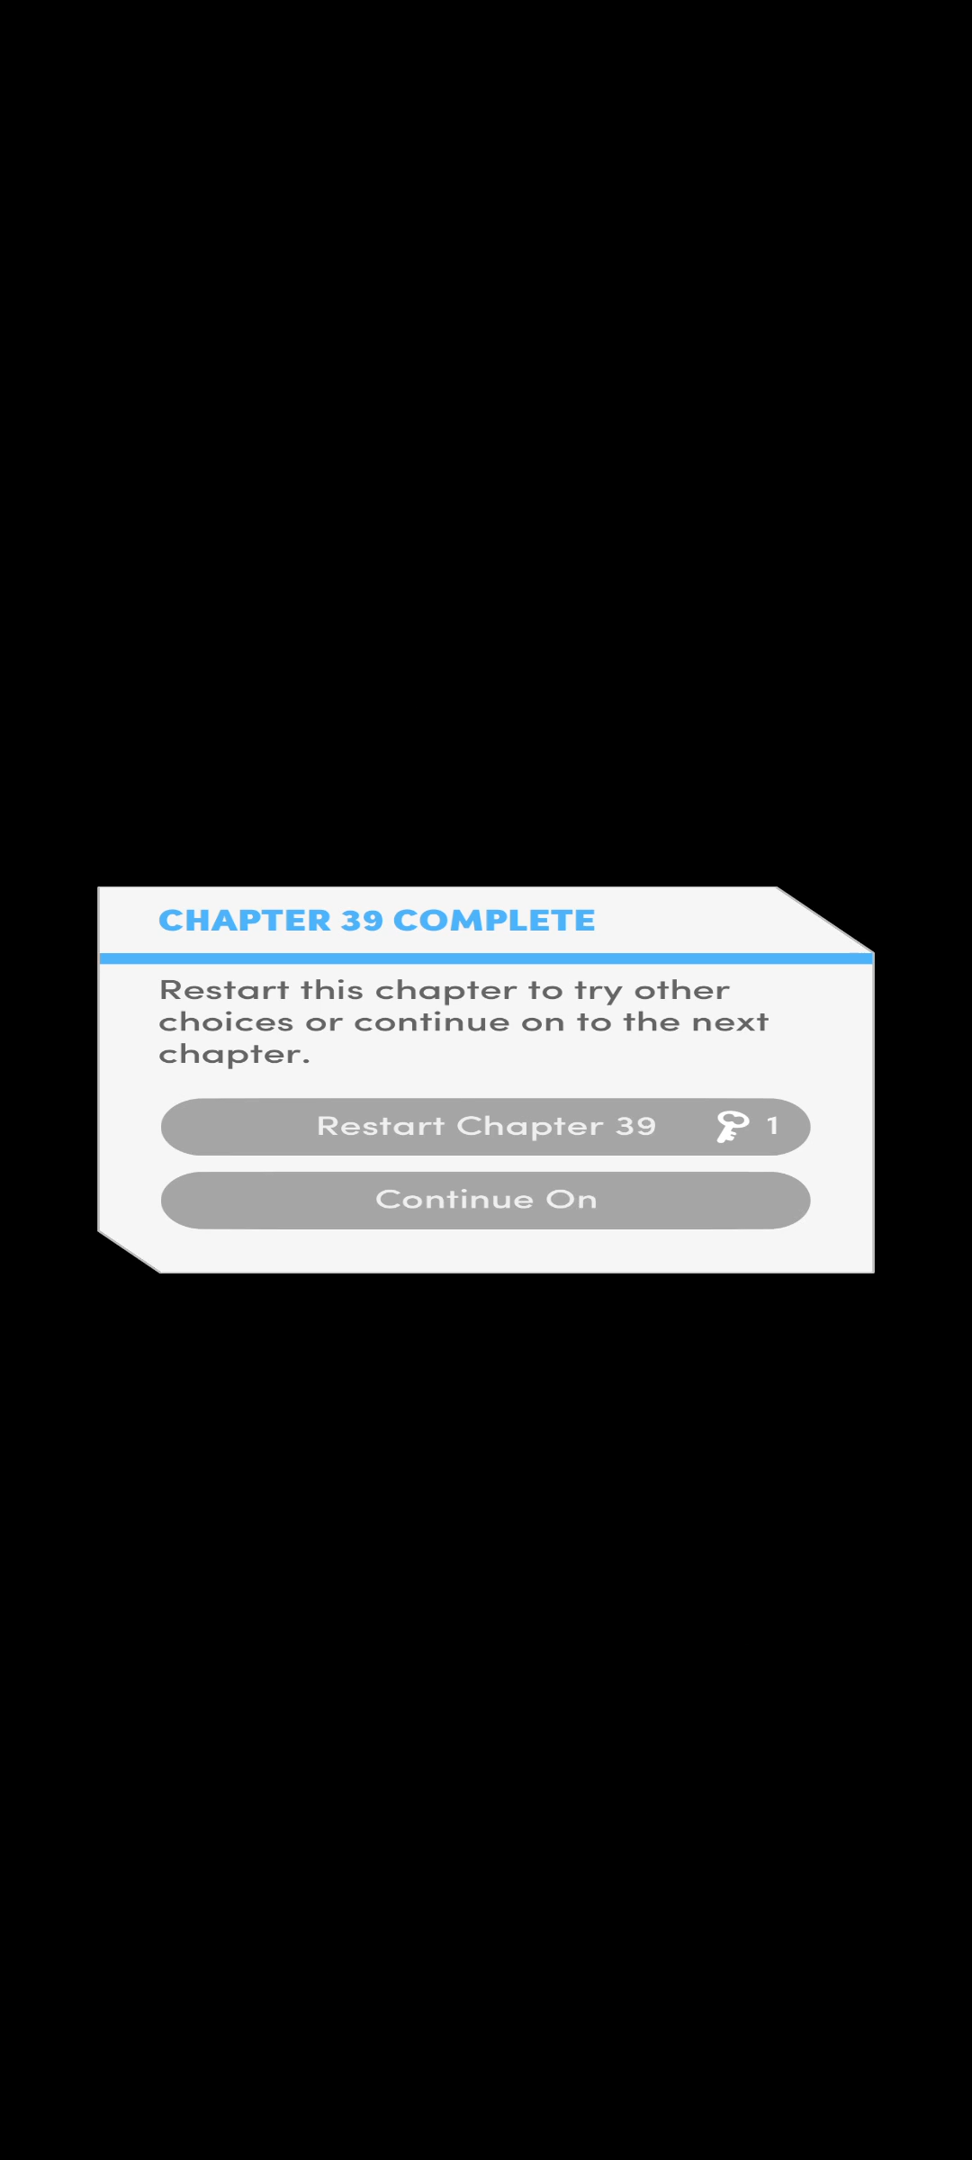 CHAPTER 39 COMPLETE
Restart this chapter to try other
choices or continue on to the next
chapter.
Restart Chapter 39 1
Continue On